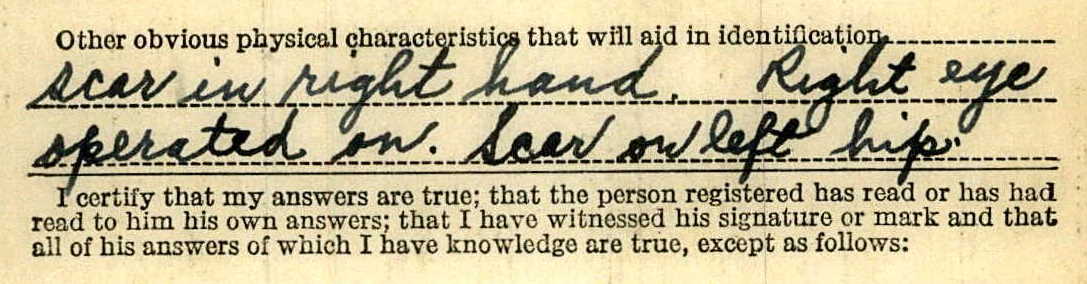 Other obvious physical characteristics that will aid in identification
scar in right hand. Right eye
operated on. Scar on left hip.
I certify that my answers are true; that the person registered has read or has had
read to him his own answers; that I have witnessed his signature or mark and that
all of his answers of which I have knowledge are true, except as follows: